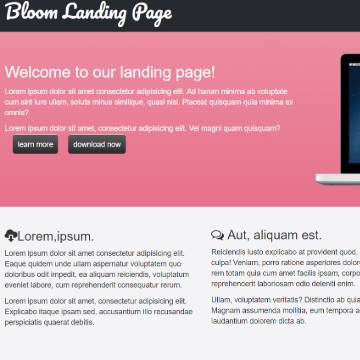 Bloom Landing Page
Welcome to our landing page!
Lorem ipsum dolor sit amet consectetur adipisicing elit. Ad harum minima ab voluptate
cum sint iure ullam, soluta minus similique, quasi nisi. Placeat quisquam quia minima ex
omnis?
Lorem ipsum dolor sit amet, consectetur adipisicing elit. Vel magni quam quisquam?
learn more
download now
Lorem,ipsum.
Lorem ipsum dolor sit amet consectetur adipisicing elit.
Eaque quidem unde ullam aspernatur voluptatem quo
doloribus odit impedit, ea aliquam reiciendis, voluptatum
eveniet labore, cum reprehenderit consequatur rerum.
Lorem ipsum dolor sit amet, consectetur adipisicing elit.
Explicabo itaque ipsam sed, accusantium illo recusandae
perspiciatis quaerat debitis.
Aut, aliquam est.
Reiciendis iusto explicabo at provident quod,
culpa! Veniam, porro ratione asperiores dolor
rem totam quia cum amet facilis ipsam, corpo
reprehenderit laboriosam odio deleniti enim.
Ullam, voluptatem veritatis? Distinctio ab quia
Magnam assumenda mollitia, eum tempora a
laudantium dolorem dicta ab.